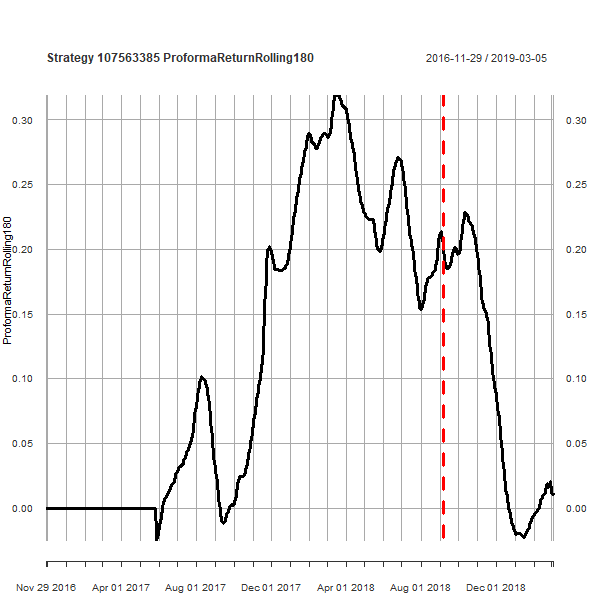 Strategy 107563385 ProformaReturnRolling180
2016-11-29 / 2019-03-05
ProformaReturnRolling180
0.30 0.30
0.25 0.25
0.20 0.20
0.15 0.15
0.10 0.10
0.05 0.05
0.00 0.00
Nov 29 2016 Apr 01 2017 Aug 01 2017 Dec 01 2017 Apr 01 2018 Aug 01 2018 Dec 01 2018